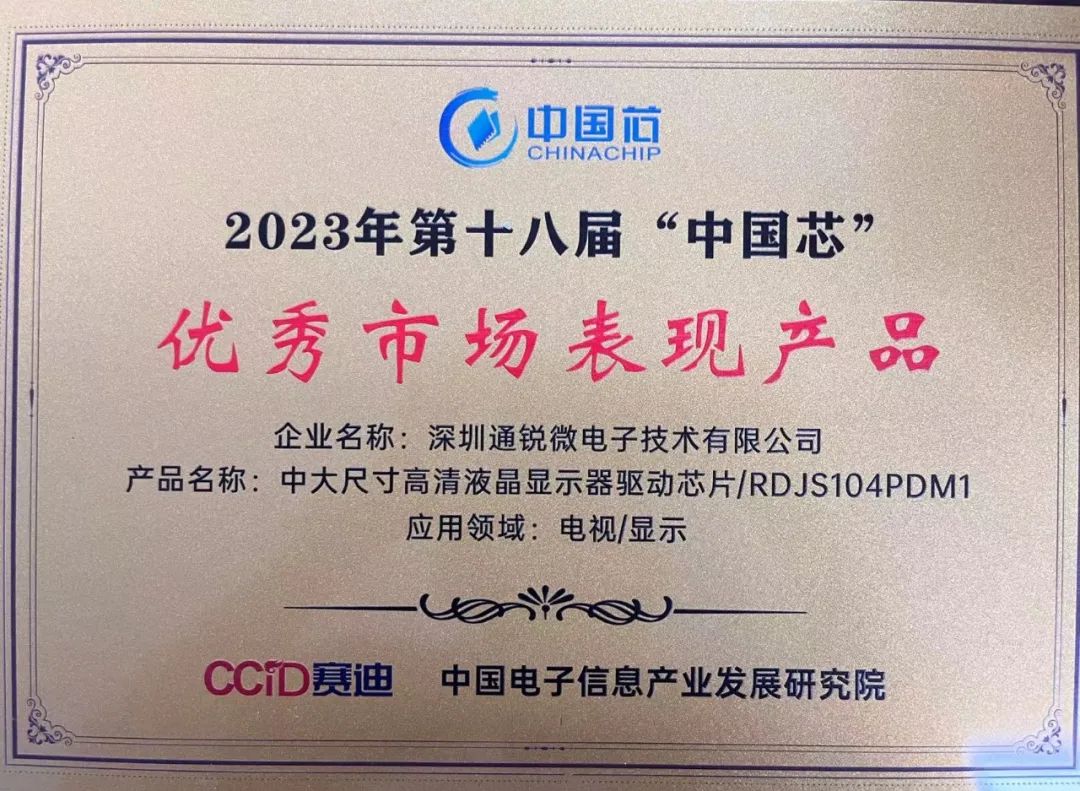 中国芯
CHINACHIP
2023年第十八届“中国芯”
优秀市场表现产品
企业名称：深圳通锐微电子技术有限公司
产品名称：中大尺寸高清液晶显示器驱动芯片/RDJS104PDM1
应用领域：电视/显示
CCID赛迪 中国电子信息产业发展研究院